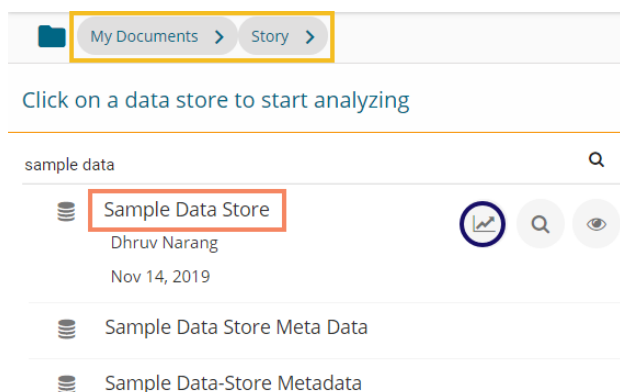 My Documents Story
Click on a data store to start analyzing
sample data
Sample Data Store
Dhruv Narang
Nov 14, 2019
Sample Data Store Meta Data
Sample Data-Store Metadata